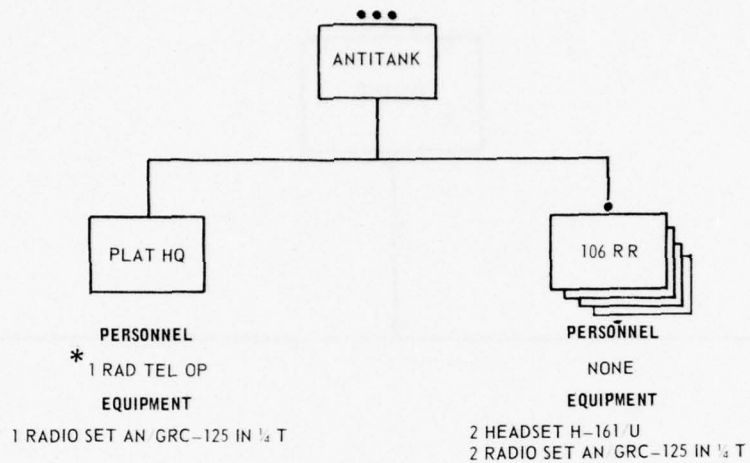 ANTITANK
PLAT HQ
PERSONNEL
* 1 RAD TEL OP
EQUIPMENT
1 RADIO SET AN/GRC-125 IN ¼ T
106 RR
PERSONNEL
NONE
EQUIPMENT
2 HEADSET H-161/U
2 RADIO SET AN/GRC-125 IN ¼ T